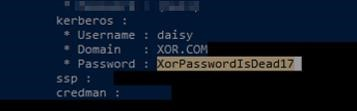 kerberos :
* Username : daisy
* Domain : XOR.COM
* Password : XorPasswordIsDead17
ssp :
credman :